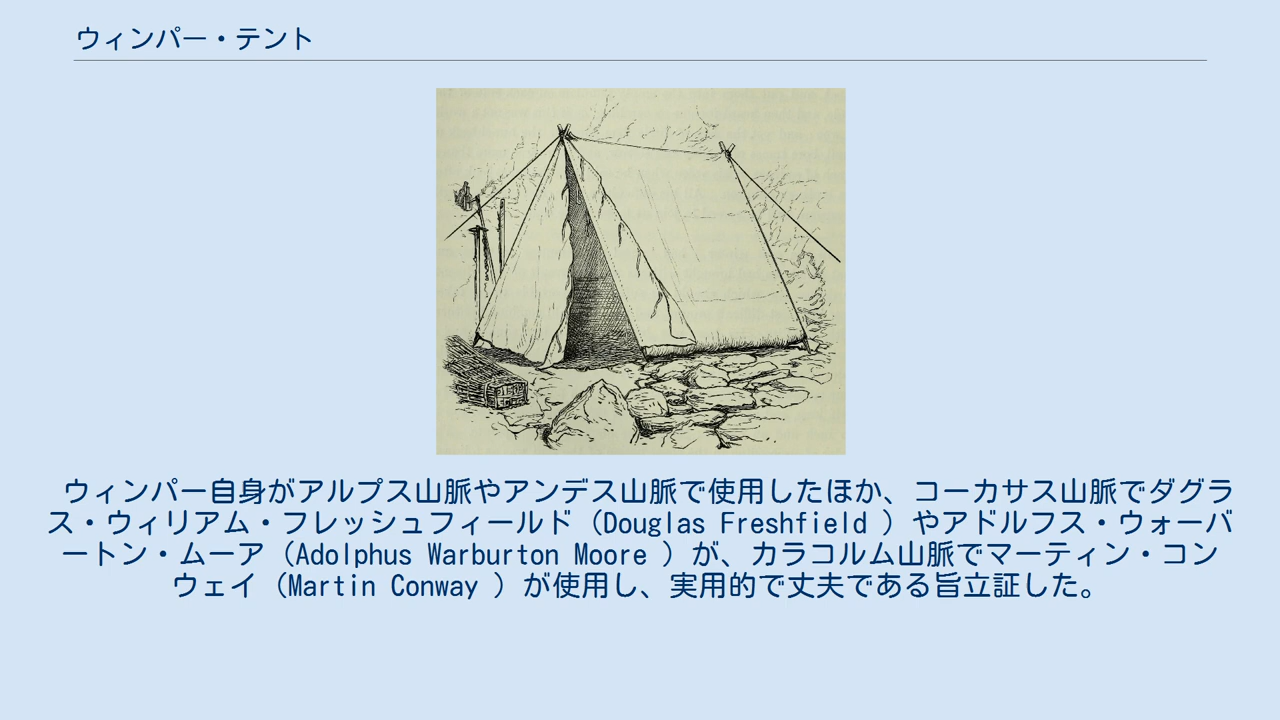 ウィンパー・テント
ウィンパー自身がアルプス山脈やアンデス山脈で使用したほか、コーカサス山脈でダグラ
ス・ウィリアム・フレッシュフィールド（Douglas Freshfield ）やアドルフス・ウォーバ
ートン・ムーア（Adolphus Warburton Moore ）が、カラコルム山脈でマーティン・コン
ウェイ（Martin Conway ）が使用し、実用的で丈夫である旨立証した。